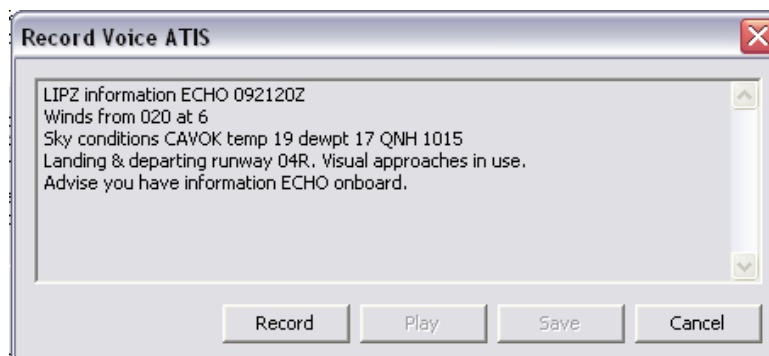 Record Voice ATIS
LIPZ information ECHO 092120Z
Winds from 020 at 6
Sky conditions CAVOK temp 19 dewpt 17 QNH 1015
Landing & departing runway 04R. Visual approaches in use.
Advise you have information ECHO onboard.
Record Play Save Cancel